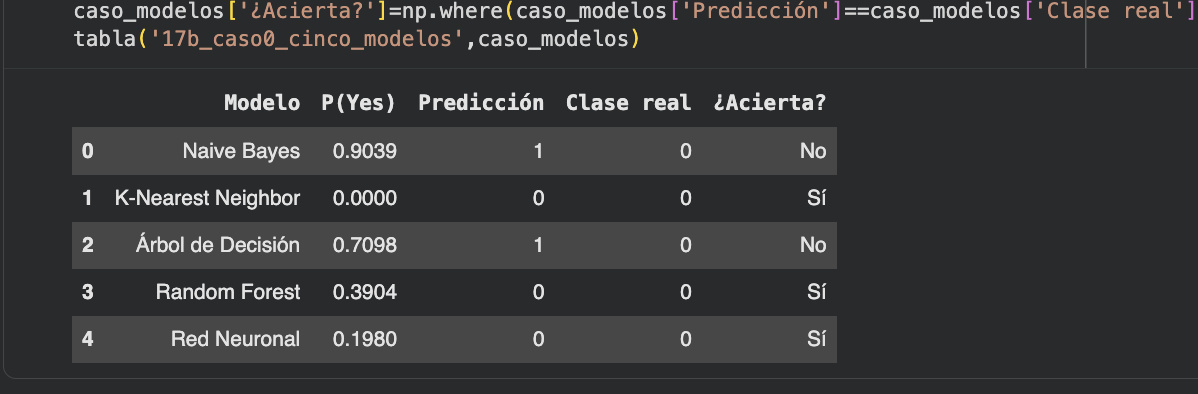 caso_modelos['¿Acierta?']=np.where(caso_modelos['Predicción']==caso_modelos['Clase real']
tabla('17b_caso0_cinco_modelos',caso_modelos)
Modelo P(Yes) Predicción Clase real ¿Acierta?
0 Naive Bayes 0.9039 1 0 No
1 K-Nearest Neighbor 0.0000 0 0 Sí
2 Árbol de Decisión 0.7098 1 0 No
3 Random Forest 0.3904 0 0 Sí
4 Red Neuronal 0.1980 0 0 Sí